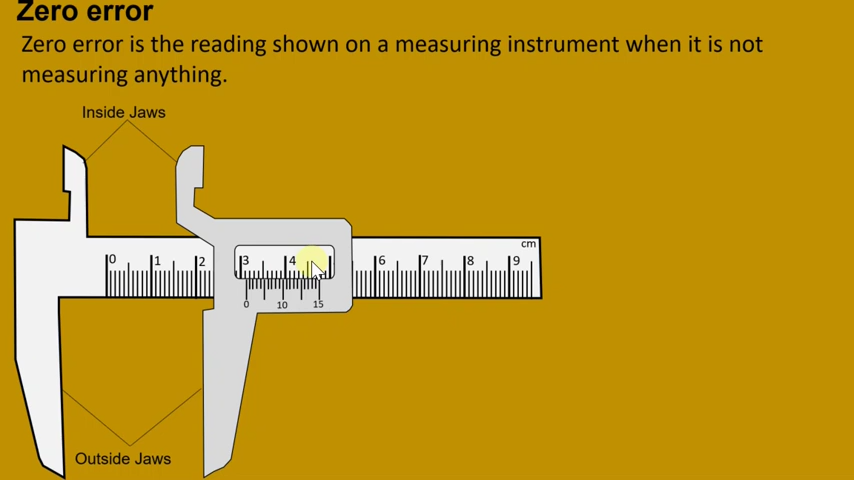 Zero error
Zero error is the reading shown on a measuring instrument when it is not
measuring anything.
Inside Jaws
cm
0 1 2 3 4 6 7 8 9
0 10 15
Outside Jaws